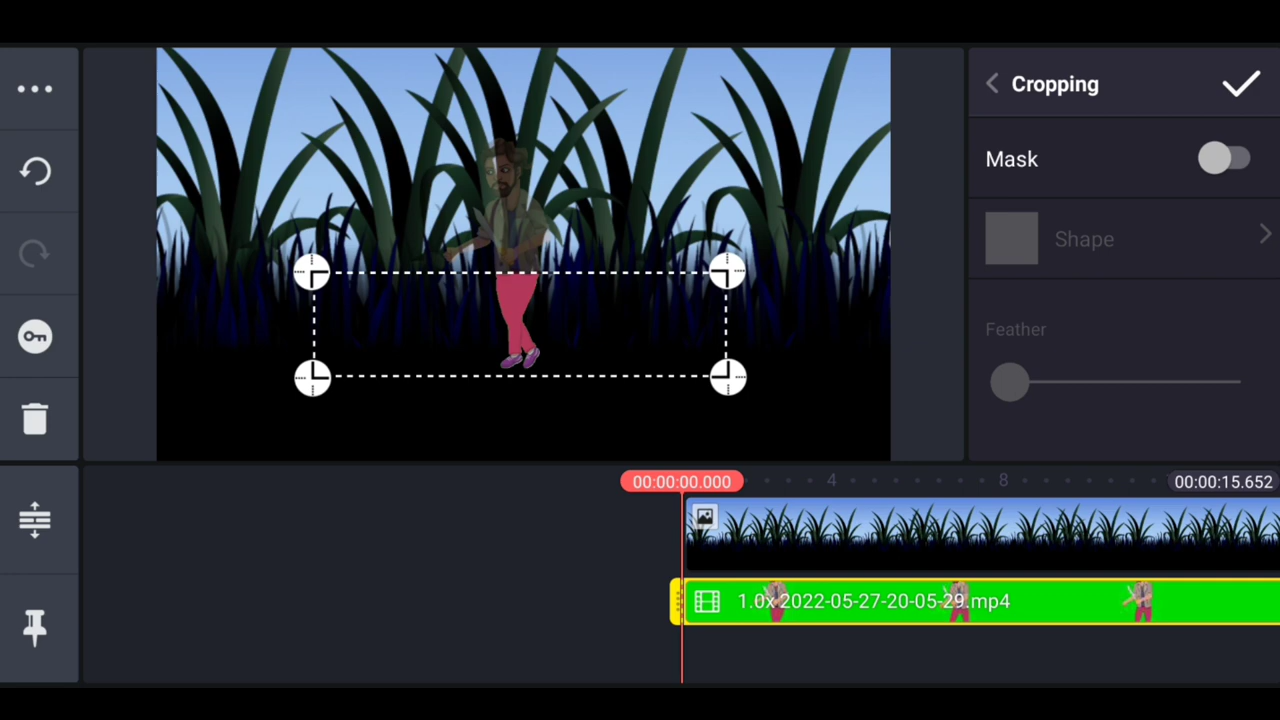 Cropping
Mask
Shape
Feather
00:00:00.000
4
8
00:00:15.652
1.0x 2022-05-27-20-05-29.mp4